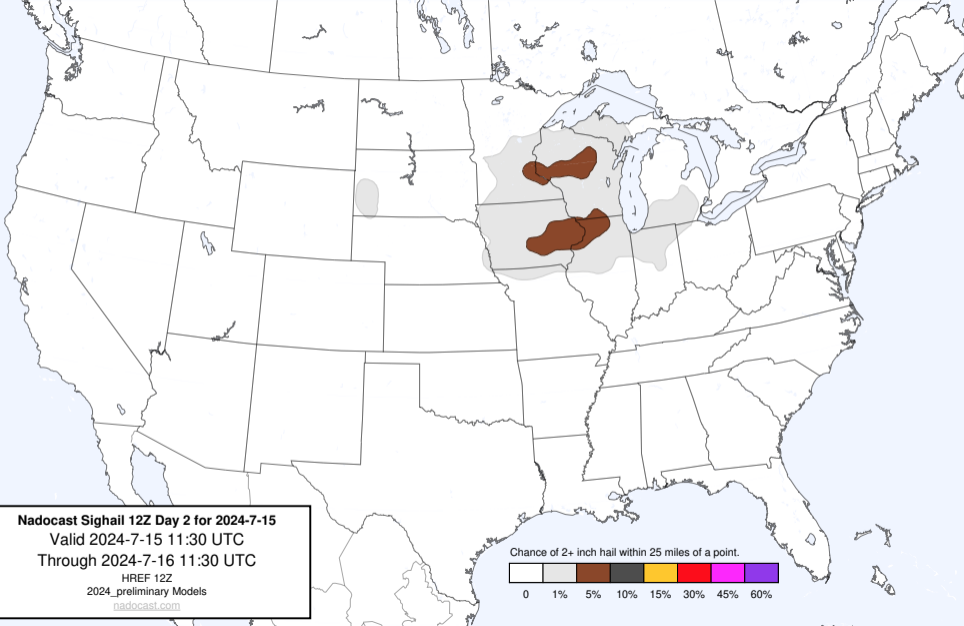 Nadocast Sighail 12Z Day 2 for 2024-7-15
Valid 2024-7-15 11:30 UTC
Through 2024-7-16 11:30 UTC
HREF 12Z
2024_preliminary Models
nadocast.com
Chance of 2+ inch hail within 25 miles of a point.
0 1% 5% 10% 15% 30% 45% 60%